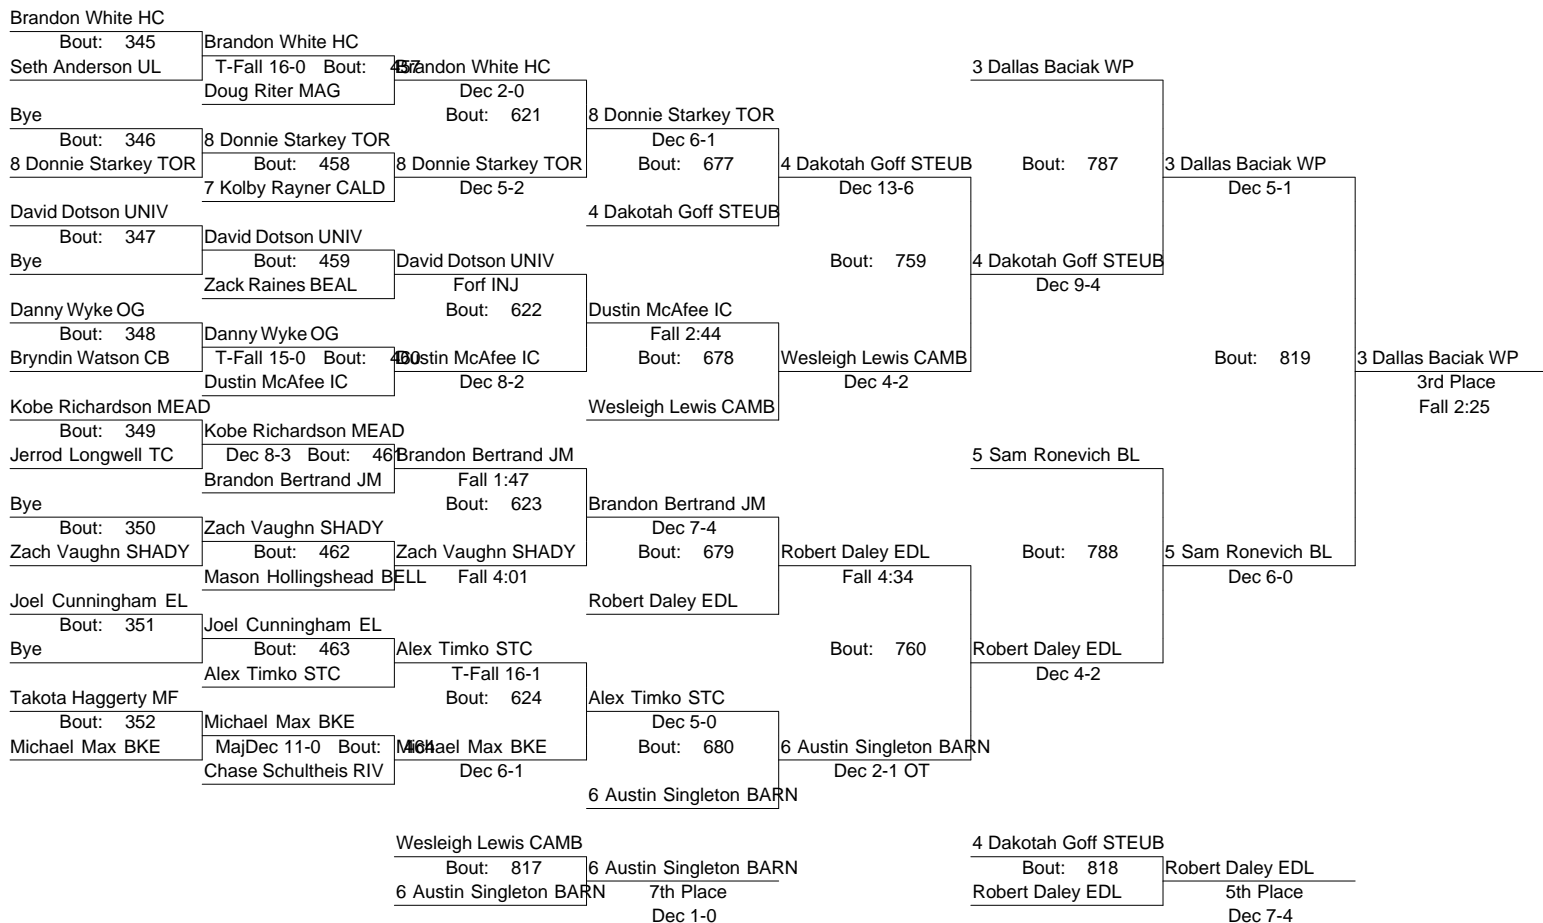 Brandon White HC
Bout: 345
Brandon White HC
Seth Anderson UL
T-Fall 16-0 Bout: 457
Brandon White HC
3 Dallas Baciak WP
Doug Riter MAG
Dec 2-0
Bye
Bout: 621
8 Donnie Starkey TOR
Bout: 346
8 Donnie Starkey TOR
Dec 6-1
8 Donnie Starkey TOR
Bout: 458
8 Donnie Starkey TOR
Bout: 677
4 Dakotah Goff STEUB
Bout: 787
3 Dallas Baciak WP
7 Kolby Rayner CALD
Dec 5-2
Dec 13-6
Dec 5-1
David Dotson UNIV
4 Dakotah Goff STEUB
Bout: 347
David Dotson UNIV
Bye
Bout: 459
David Dotson UNIV
Bout: 759
4 Dakotah Goff STEUB
Zack Raines BEAL
Forf INJ
Dec 9-4
Danny Wyke OG
Bout: 622
Dustin McAfee IC
Bout: 348
Danny Wyke OG
Fall 2:44
Bryndin Watson CB
T-Fall 15-0 Bout: 460
Dustin McAfee IC
Bout: 678
Wesleigh Lewis CAMB
Bout: 819
3 Dallas Baciak WP
Dustin McAfee IC
Dec 8-2
Dec 4-2
3rd Place
Kobe Richardson MEAD
Wesleigh Lewis CAMB
Fall 2:25
Bout: 349
Kobe Richardson MEAD
Jerrod Longwell TC
Dec 8-3 Bout: 461
Brandon Bertrand JM
5 Sam Ronevich BL
Brandon Bertrand JM
Fall 1:47
Bye
Bout: 623
Brandon Bertrand JM
Bout: 350
Zach Vaughn SHADY
Dec 7-4
Zach Vaughn SHADY
Bout: 462
Zach Vaughn SHADY
Bout: 679
Robert Daley EDL
Bout: 788
5 Sam Ronevich BL
Mason Hollingshead BELL
Fall 4:01
Fall 4:34
Dec 6-0
Joel Cunningham EL
Robert Daley EDL
Bout: 351
Joel Cunningham EL
Bye
Bout: 463
Alex Timko STC
Bout: 760
Robert Daley EDL
Alex Timko STC
T-Fall 16-1
Dec 4-2
Takota Haggerty MF
Bout: 624
Alex Timko STC
Bout: 352
Michael Max BKE
Dec 5-0
Michael Max BKE
MajDec 11-0 Bout: 464
Michael Max BKE
Bout: 680
6 Austin Singleton BARN
Chase Schultheis RIV
Dec 6-1
Dec 2-1 OT
6 Austin Singleton BARN
Wesleigh Lewis CAMB
4 Dakotah Goff STEUB
Bout: 817
6 Austin Singleton BARN
Bout: 818
Robert Daley EDL
6 Austin Singleton BARN
7th Place
Robert Daley EDL
5th Place
Dec 1-0
Dec 7-4